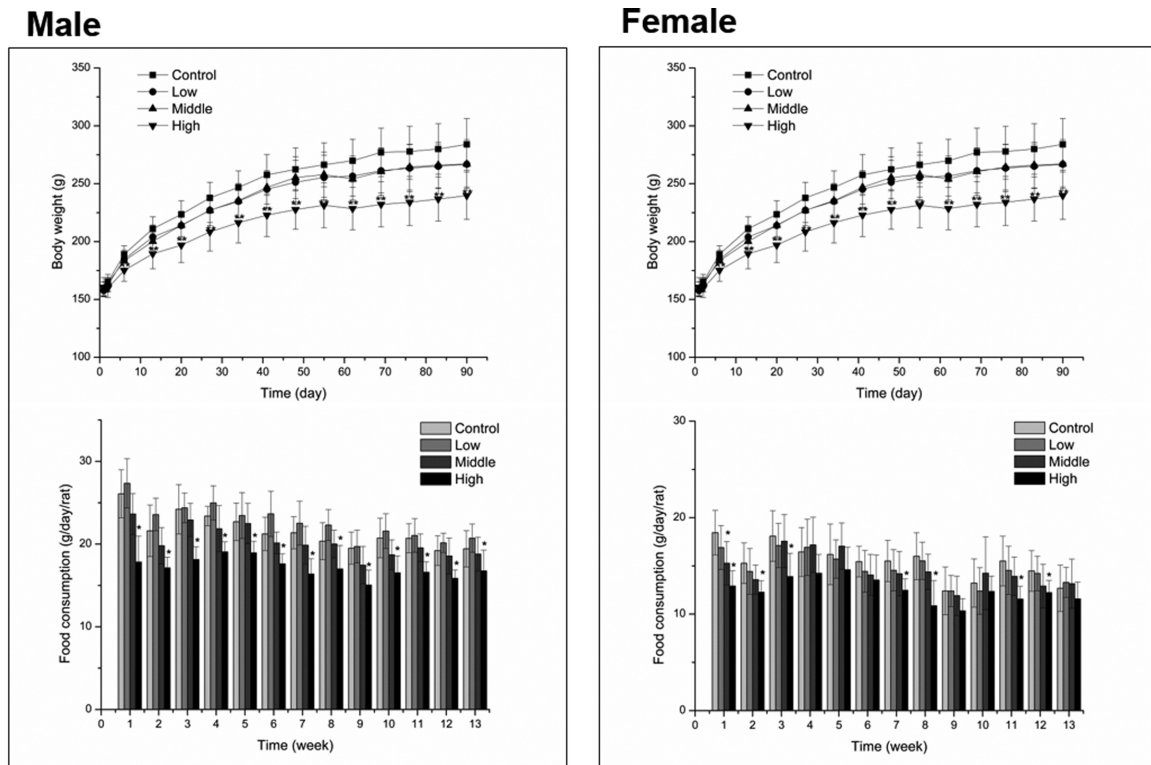 Male
350
300
250
200
150
100
Body weight (g)
Control
Low
Middle
High
0 10 20 30 40 50 60 70 80 90
Time (day)
30
20
10
0
Food consumption (g/day/rat)
Control
Low
Middle
High
0 1 2 3 4 5 6 7 8 9 10 11 12 13
Time (week)
Female
350
300
250
200
150
100
Body weight (g)
Control
Low
Middle
High
0 10 20 30 40 50 60 70 80 90
Time (day)
30
20
10
0
Food consumption (g/day/rat)
Control
Low
Middle
High
0 1 2 3 4 5 6 7 8 9 10 11 12 13
Time (week)